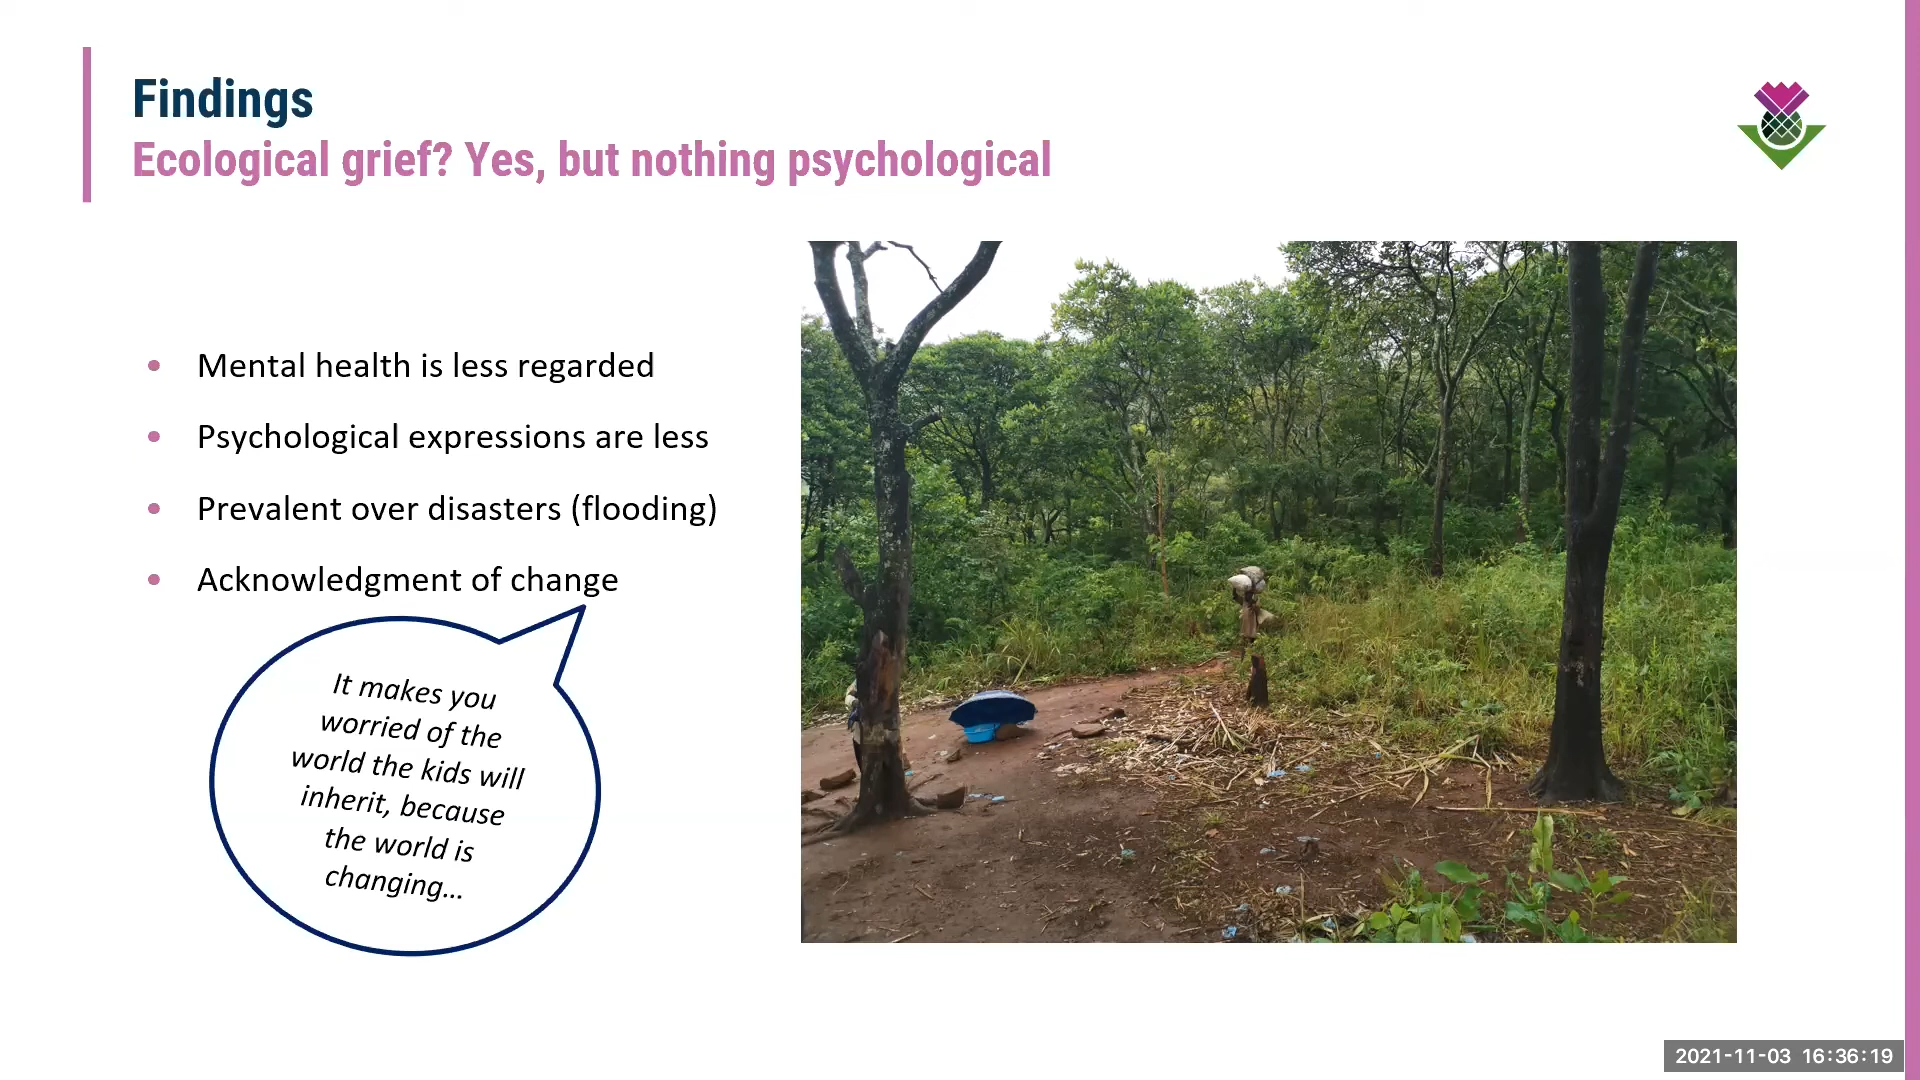 Findings
Ecological grief? Yes, but nothing psychological
• Mental health is less regarded
• Psychological expressions are less
• Prevalent over disasters (flooding)
• Acknowledgment of change
It makes you
worried of the
world the kids will
inherit, because
the world is
changing...
2021-11-03 16:36:19